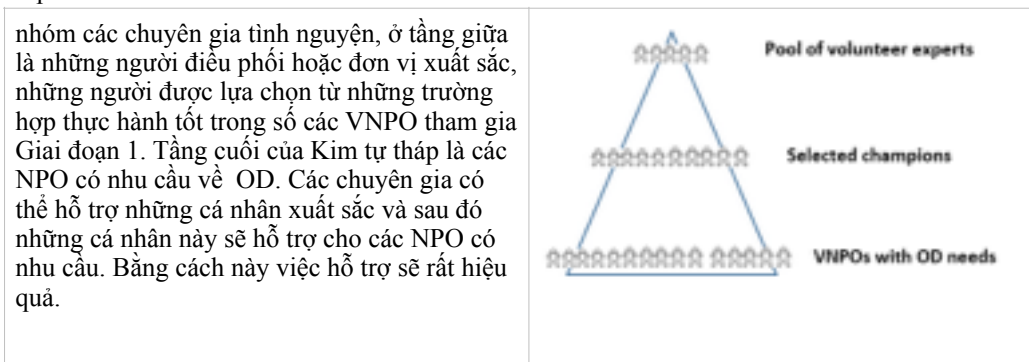 nhóm các chuyên gia tình nguyện, ở tầng giữa
là những người điều phối hoặc đơn vị xuất sắc,
những người được lựa chọn từ những trường
hợp thực hành tốt trong số các VNPO tham gia
Giai đoạn 1. Tầng cuối của Kim tự tháp là các
NPO có nhu cầu về OD. Các chuyên gia có
thể hỗ trợ những cá nhân xuất sắc và sau đó
những cá nhân này sẽ hỗ trợ cho các NPO có
nhu cầu. Bằng cách này việc hỗ trợ sẽ rất hiệu
quả.
Pool of volunteer experts
Selected champions
VNPOs with OD needs